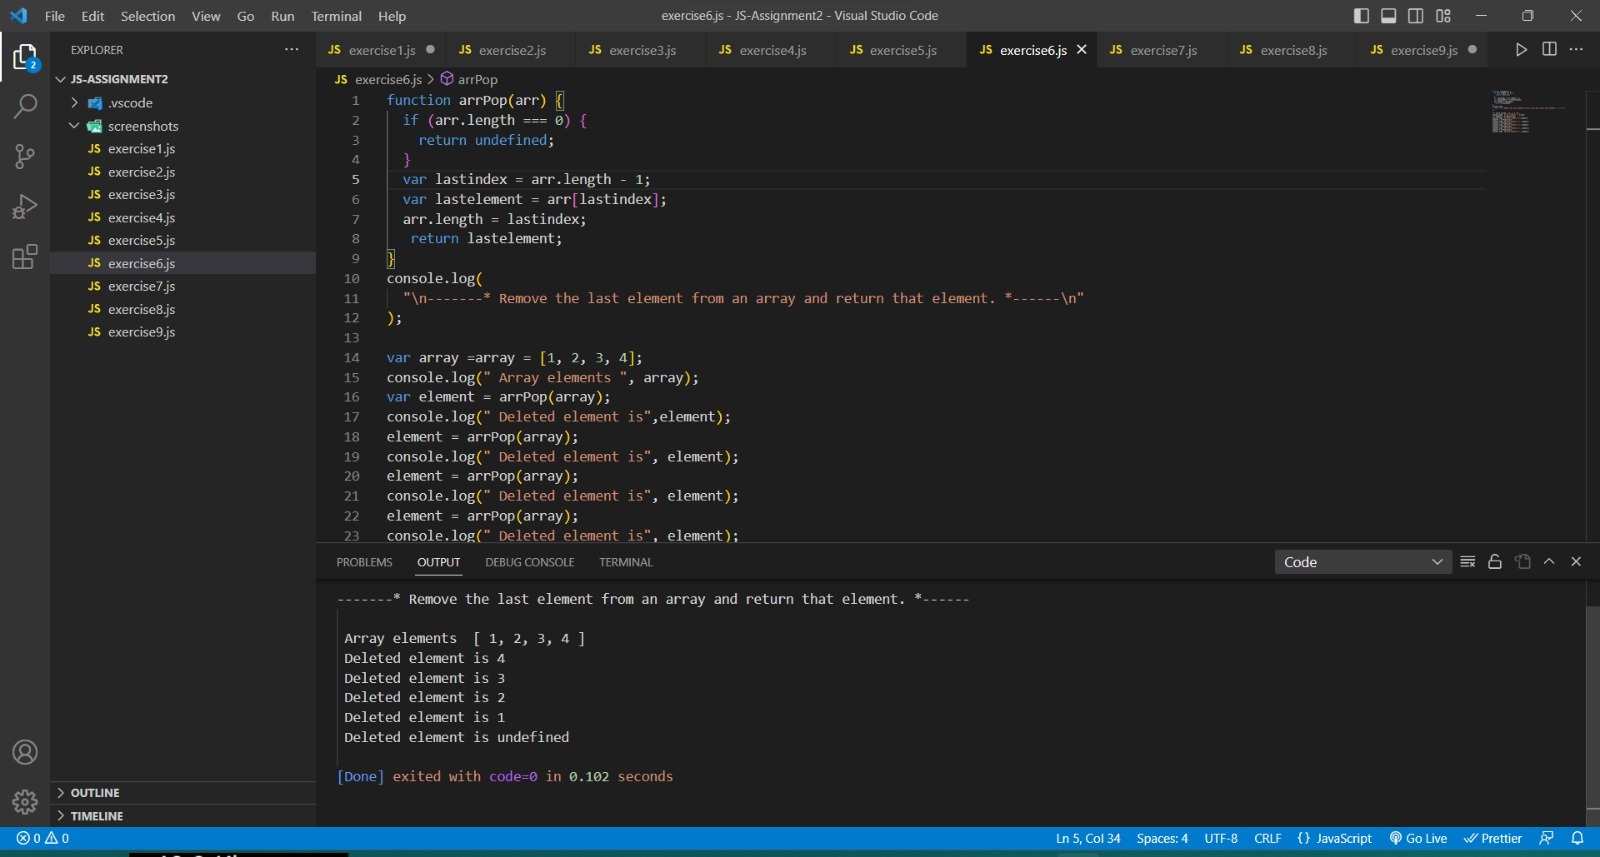 File Edit Selection View Go Run Terminal Help exercise6.js - JS-Assignment2 - Visual Studio Code
EXPLORER
JS exercise1.js JS exercise2.js JS exercise3.js JS exercise4.js JS exercise5.js JS exercise6.js JS exercise7.js JS exercise8.js JS exercise9.js
2
JS-ASSIGNMENT2
.vscode
screenshots
JS exercise1.js
JS exercise2.js
JS exercise3.js
JS exercise4.js
JS exercise5.js
JS exercise6.js
JS exercise7.js
JS exercise8.js
JS exercise9.js
OUTLINE
TIMELINE
JS exercise6.js > arrPop
1 function arrPop(arr) {
2 if (arr.length === 0) {
3 return undefined;
4 }
5 var lastindex = arr.length - 1;
6 var lastelement = arr[lastindex];
7 arr.length = lastindex;
8 return lastelement;
9 }
10 console.log(
11 "\n-------* Remove the last element from an array and return that element. *------\n"
12 );
13
14 var array =array = [1, 2, 3, 4];
15 console.log(" Array elements ", array);
16 var element = arrPop(array);
17 console.log(" Deleted element is",element);
18 element = arrPop(array);
19 console.log(" Deleted element is", element);
20 element = arrPop(array);
21 console.log(" Deleted element is", element);
22 element = arrPop(array);
23 console.log(" Deleted element is", element);
PROBLEMS OUTPUT DEBUG CONSOLE TERMINAL Code
-------* Remove the last element from an array and return that element. *------
Array elements [ 1, 2, 3, 4 ]
Deleted element is 4
Deleted element is 3
Deleted element is 2
Deleted element is 1
Deleted element is undefined
[Done] exited with code=0 in 0.102 seconds
0 0 Ln 5, Col 34 Spaces: 4 UTF-8 CRLF {} JavaScript Go Live Prettier